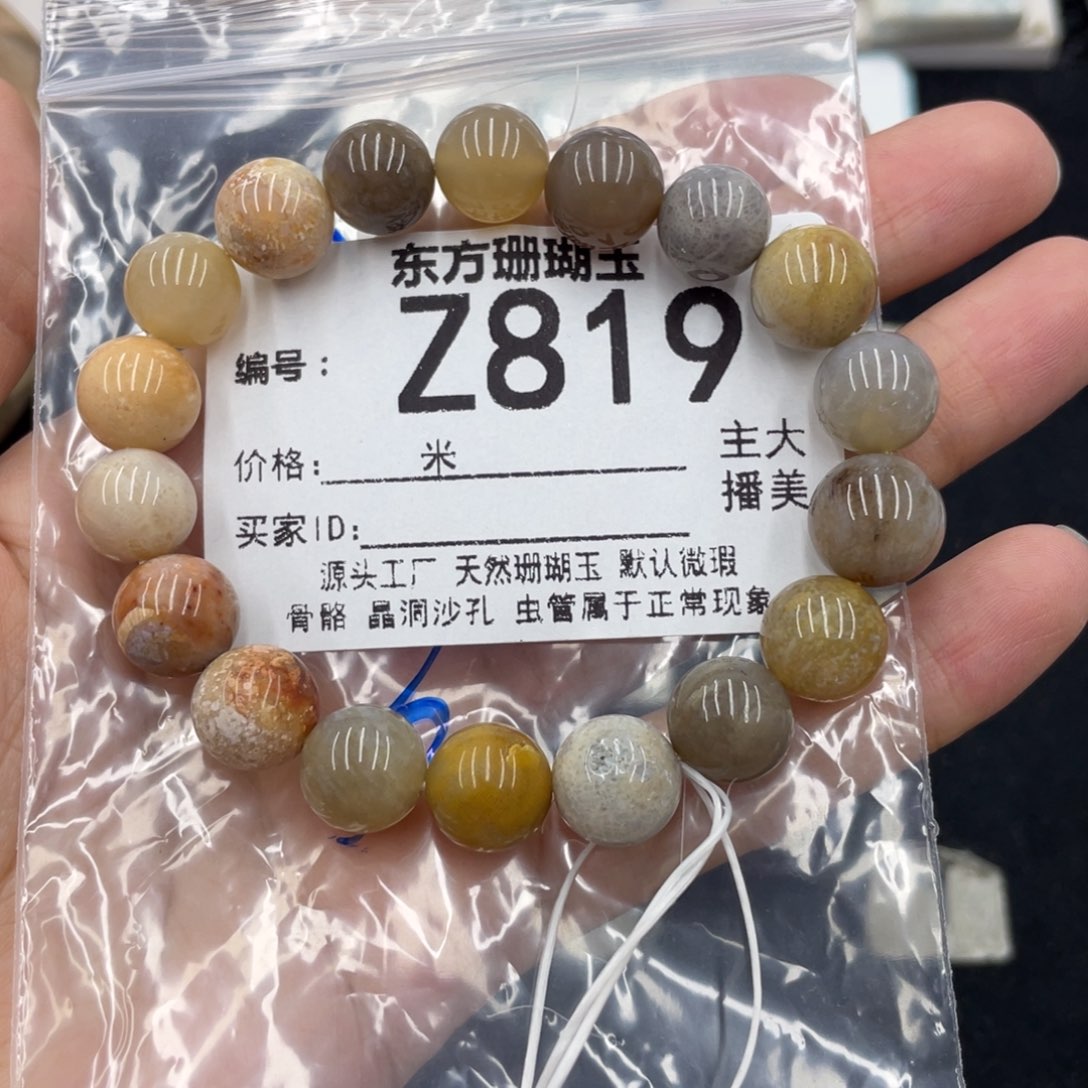 东方珊瑚玉
编号： Z819
价格： 米
买家ID：
主大
播美
源头工厂 天然珊瑚玉 默认微瑕
骨骼 晶洞沙孔 虫管属于正常现象